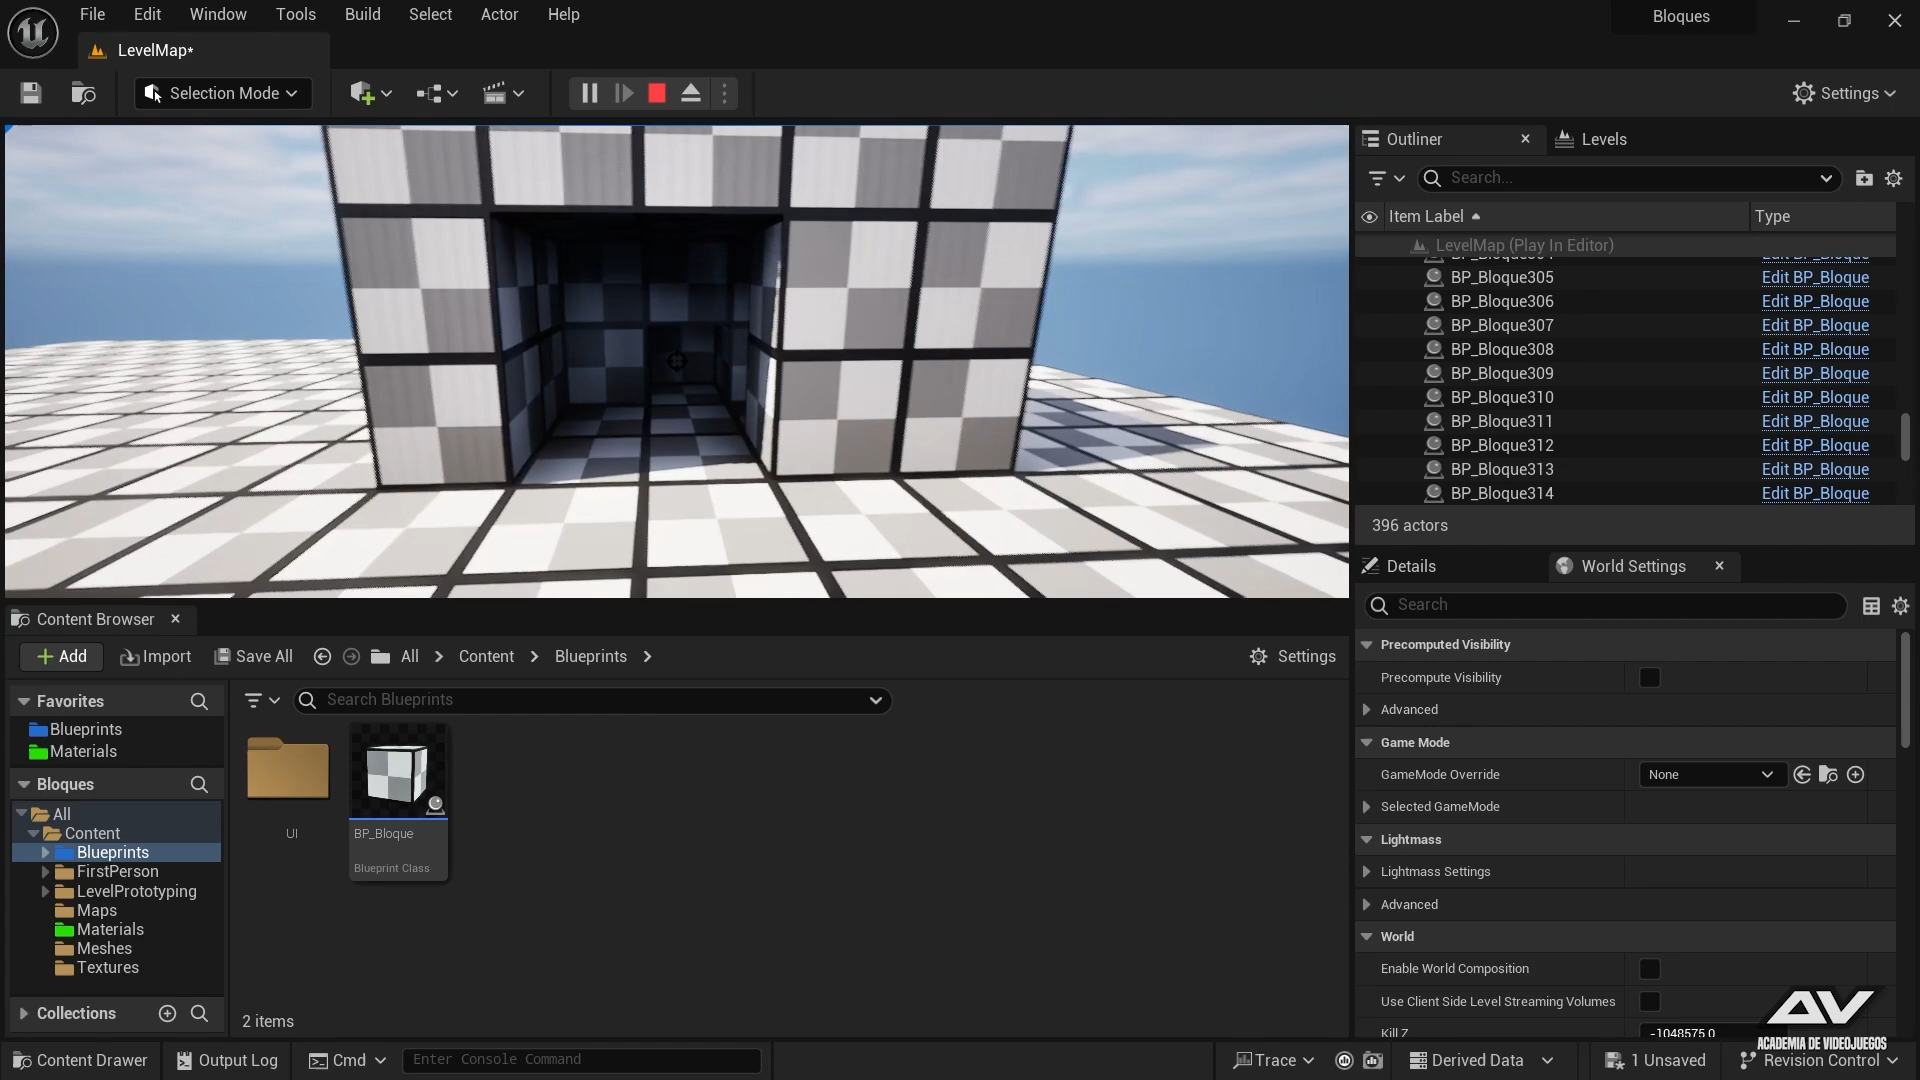 File Edit Window Tools Build Select Actor Help
Bloques
LevelMap*
Selection Mode
Settings
Outliner
Levels
Search...
Item Label
Type
LevelMap (Play In Editor)
BP_Bloque305 Edit BP_Bloque
BP_Bloque306 Edit BP_Bloque
BP_Bloque307 Edit BP_Bloque
BP_Bloque308 Edit BP_Bloque
BP_Bloque309 Edit BP_Bloque
BP_Bloque310 Edit BP_Bloque
BP_Bloque311 Edit BP_Bloque
BP_Bloque312 Edit BP_Bloque
BP_Bloque313 Edit BP_Bloque
BP_Bloque314 Edit BP_Bloque
396 actors
Details
World Settings
Search
Precomputed Visibility
Precompute Visibility
Advanced
Game Mode
GameMode Override None
Selected GameMode
Lightmass
Lightmass Settings
Advanced
World
Enable World Composition
Use Client Side Level Streaming Volumes
Kill Z -1048575.0
Content Browser
Add Import Save All All Content Blueprints Settings
Favorites
Blueprints
Materials
Bloques
All
Content
Blueprints
FirstPerson
LevelPrototyping
Maps
Materials
Meshes
Textures
Collections
Search Blueprints
UI
BP_Bloque
Blueprint Class
2 items
AV
ACADEMIA DE VIDEOJUEGOS
Content Drawer Output Log Cmd Enter Console Command Trace Derived Data 1 Unsaved Revision Control